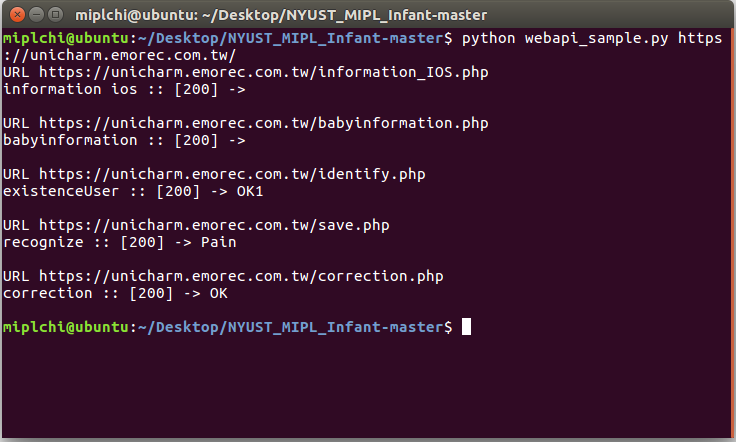 miplchi@ubuntu: ~/Desktop/NYUST_MIPL_Infant-master
miplchi@ubuntu:~/Desktop/NYUST_MIPL_Infant-master$ python webapi_sample.py https
://unicharm.emorec.com.tw/
URL https://unicharm.emorec.com.tw/information_IOS.php
information ios :: [200] ->
URL https://unicharm.emorec.com.tw/babyinformation.php
babyinformation :: [200] ->
URL https://unicharm.emorec.com.tw/identify.php
existenceUser :: [200] -> OK1
URL https://unicharm.emorec.com.tw/save.php
recognize :: [200] -> Pain
URL https://unicharm.emorec.com.tw/correction.php
correction :: [200] -> OK
miplchi@ubuntu:~/Desktop/NYUST_MIPL_Infant-master$